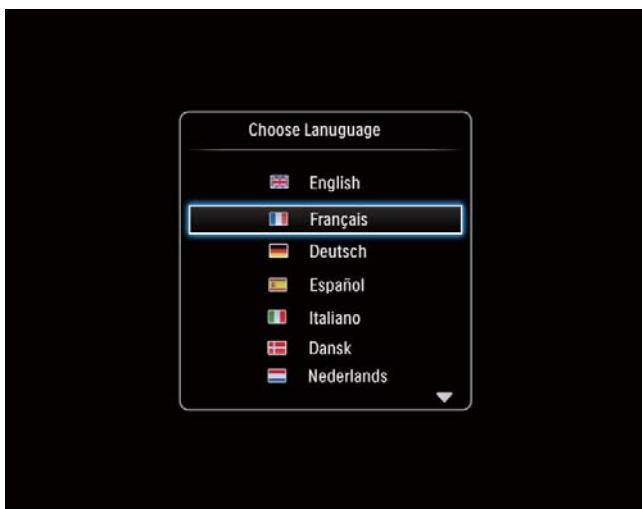 Choose Lanuguage
English
Français
Deutsch
Español
Italiano
Dansk
Nederlands